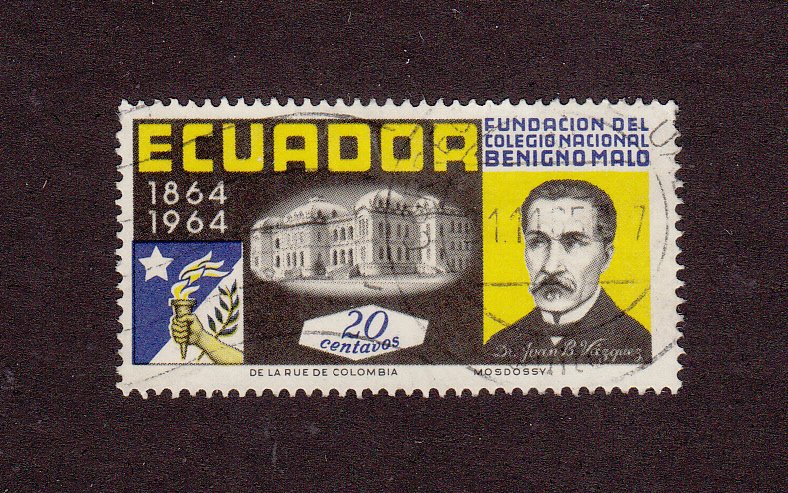 ECUADOR
FUNDACION DEL
COLEGIO NACIONAL
BENIGNO MALO
1864
1964
20
centavos
Dr. Juan B. Vázquez
DE LA RUE DE COLOMBIA
MOSDOSSY